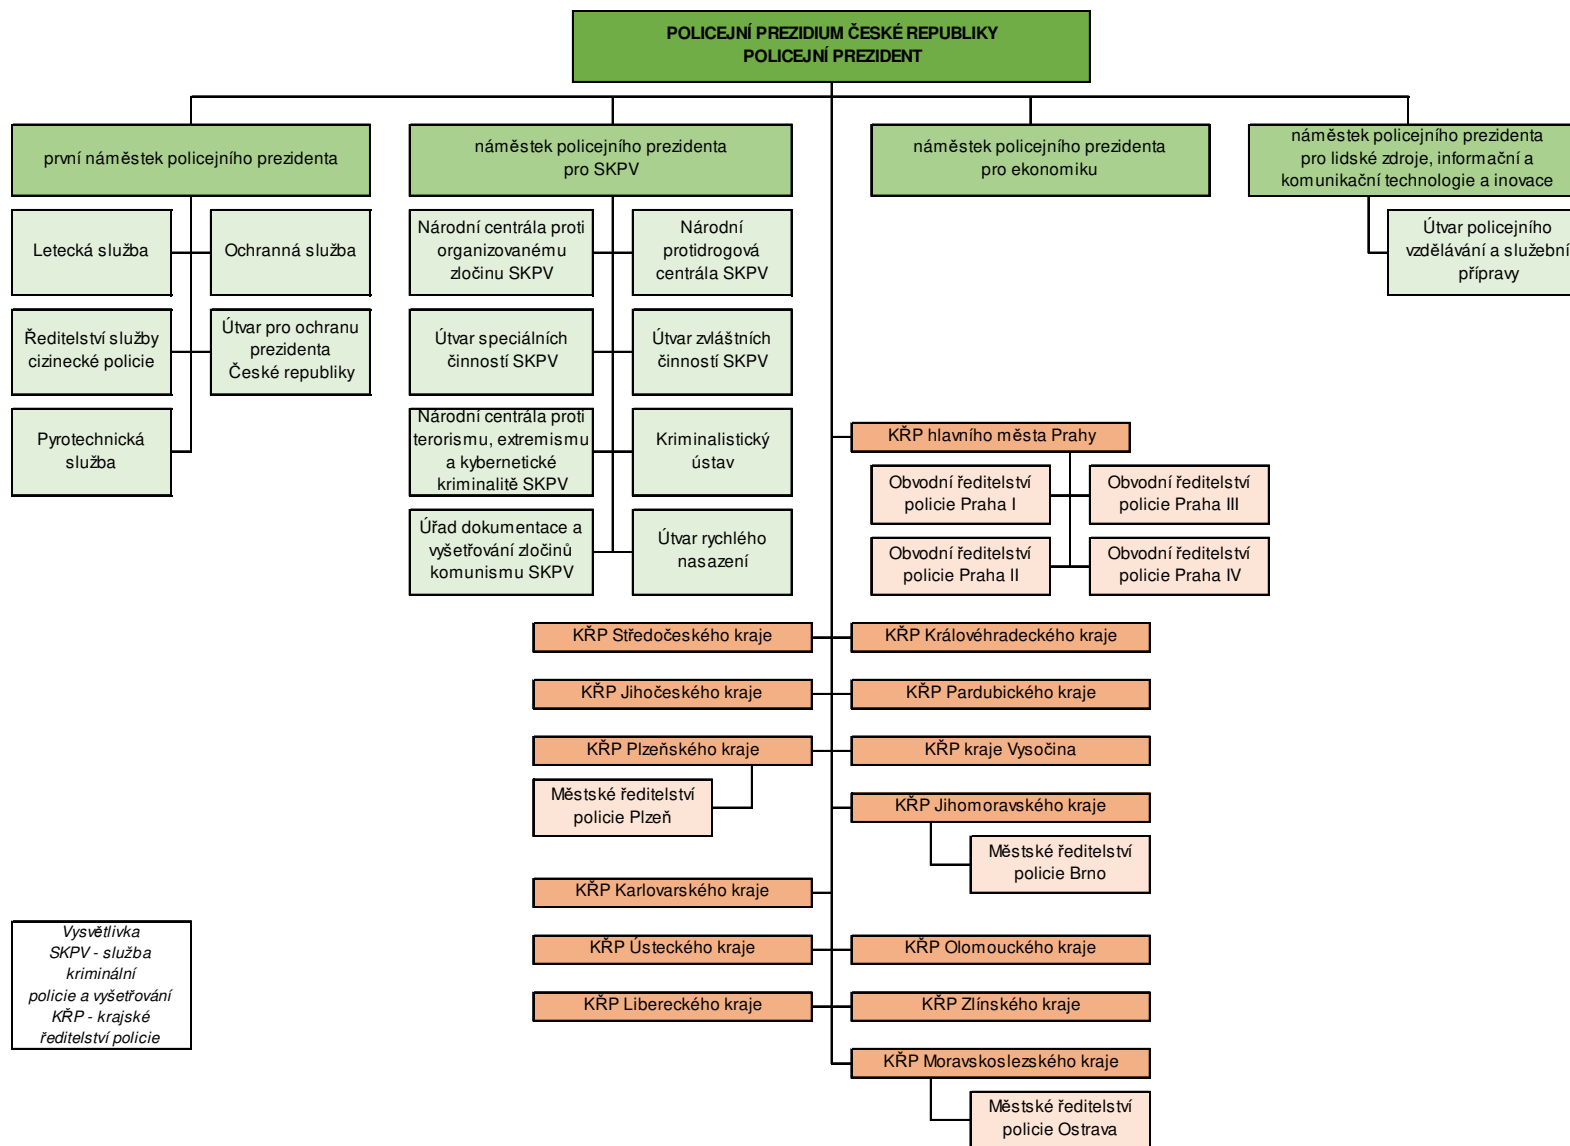 POLICEJNÍ PREZIDIUM ČESKÉ REPUBLIKY
POLICEJNÍ PREZIDENT
první náměstek policejního prezidenta
náměstek policejního prezidenta
pro SKPV
náměstek policejního prezidenta
pro ekonomiku
náměstek policejního prezidenta
pro lidské zdroje, informační a
komunikační technologie a inovace
Letecká služba
Ochranná služba
Národní centrála proti
organizovanému
zločinu SKPV
Národní
protidrogová
centrála SKPV
Útvar policejního
vzdělávání a služební
přípravy
Ředitelství služby
cizinecké policie
Útvar pro ochranu
prezidenta
České republiky
Útvar speciálních
činností SKPV
Útvar zvláštních
činností SKPV
Pyrotechnická
služba
Národní centrála proti
terorismu, extremismu
a kybernetické
kriminalitě SKPV
Kriminalistický
ústav
Úřad dokumentace a
vyšetřování zločinů
komunismu SKPV
Útvar rychlého
nasazení
KŘP hlavního města Prahy
Obvodní ředitelství
policie Praha I
Obvodní ředitelství
policie Praha III
Obvodní ředitelství
policie Praha II
Obvodní ředitelství
policie Praha IV
KŘP Středočeského kraje
KŘP Královéhradeckého kraje
KŘP Jihočeského kraje
KŘP Pardubického kraje
KŘP Plzeňského kraje
KŘP kraje Vysočina
Městské ředitelství
policie Plzeň
KŘP Jihomoravského kraje
Městské ředitelství
policie Brno
KŘP Karlovarského kraje
KŘP Ústeckého kraje
KŘP Olomouckého kraje
KŘP Libereckého kraje
KŘP Zlínského kraje
KŘP Moravskoslezského kraje
Městské ředitelství
policie Ostrava
Vysvětlivka
SKPV - služba
kriminální
policie a vyšetřování
KŘP - krajské
ředitelství policie